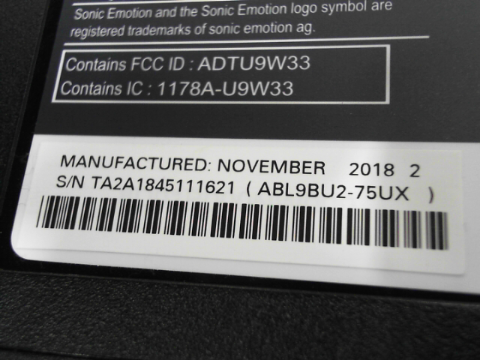 Sonic Emotion and the Sonic Emotion logo symbol are
registered trademarks of sonic emotion ag.
Contains FCC ID : ADTU9W33
Contains IC : 1178A-U9W33
MANUFACTURED: NOVEMBER 2018 2
S/N TA2A1845111621 ( ABL9BU2-75UX )